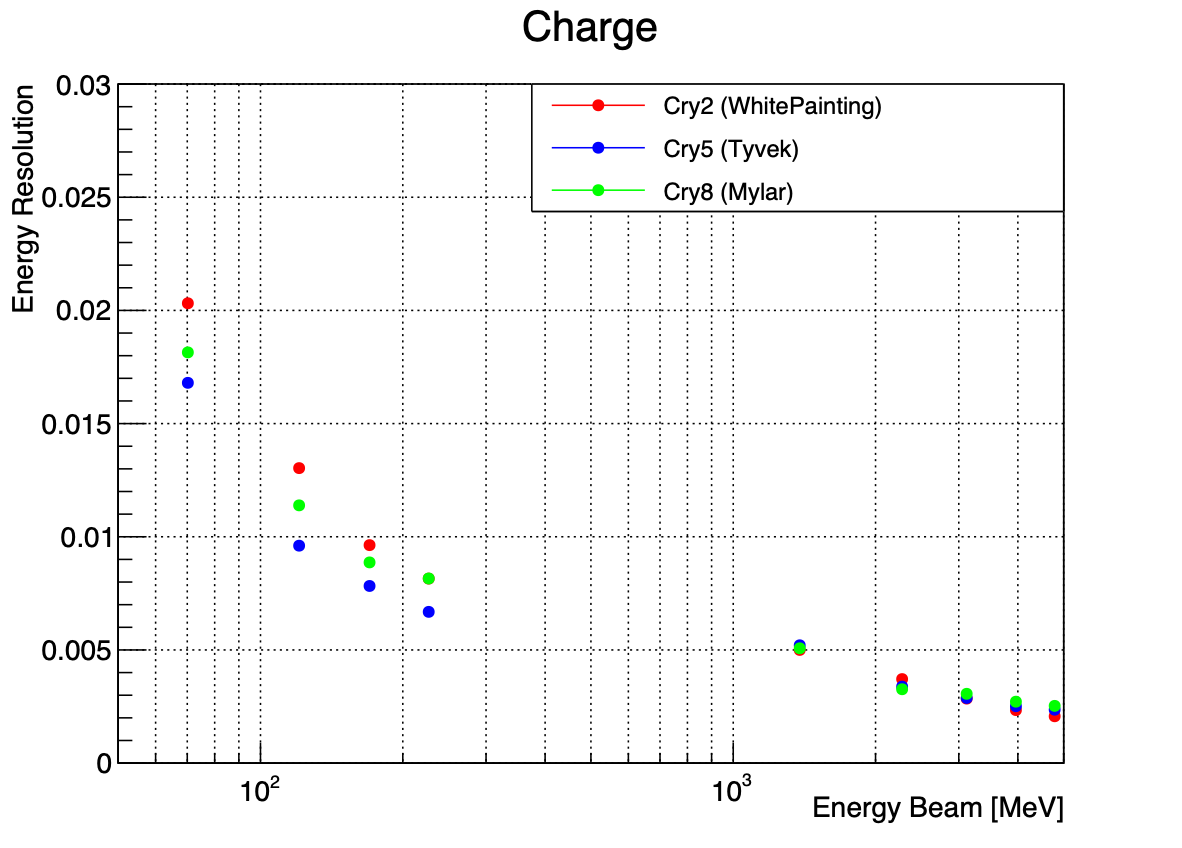 Charge
Energy Resolution
0.03
0.025
0.02
0.015
0.01
0.005
0
Cry2 (WhitePainting)
Cry5 (Tyvek)
Cry8 (Mylar)
10²
10³
Energy Beam [MeV]